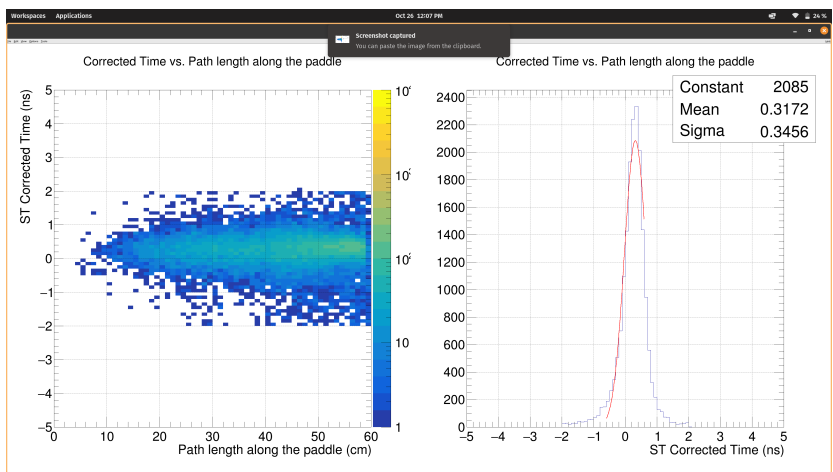 Workspaces Applications Oct 26 12:07 PM 24 %
Screenshot captured
You can paste the image from the clipboard.
Corrected Time vs. Path length along the paddle
ST Corrected Time (ns)
5
4
3
2
1
0
−1
−2
−3
−4
−5
0 10 20 30 40 50 60
Path length along the paddle (cm)
10
1
Corrected Time vs. Path length along the paddle
Constant 2085
Mean 0.3172
Sigma 0.3456
2400
2200
2000
1800
1600
1400
1200
1000
800
600
400
200
0
−5 −4 −3 −2 −1 0 1 2 3 4 5
ST Corrected Time (ns)